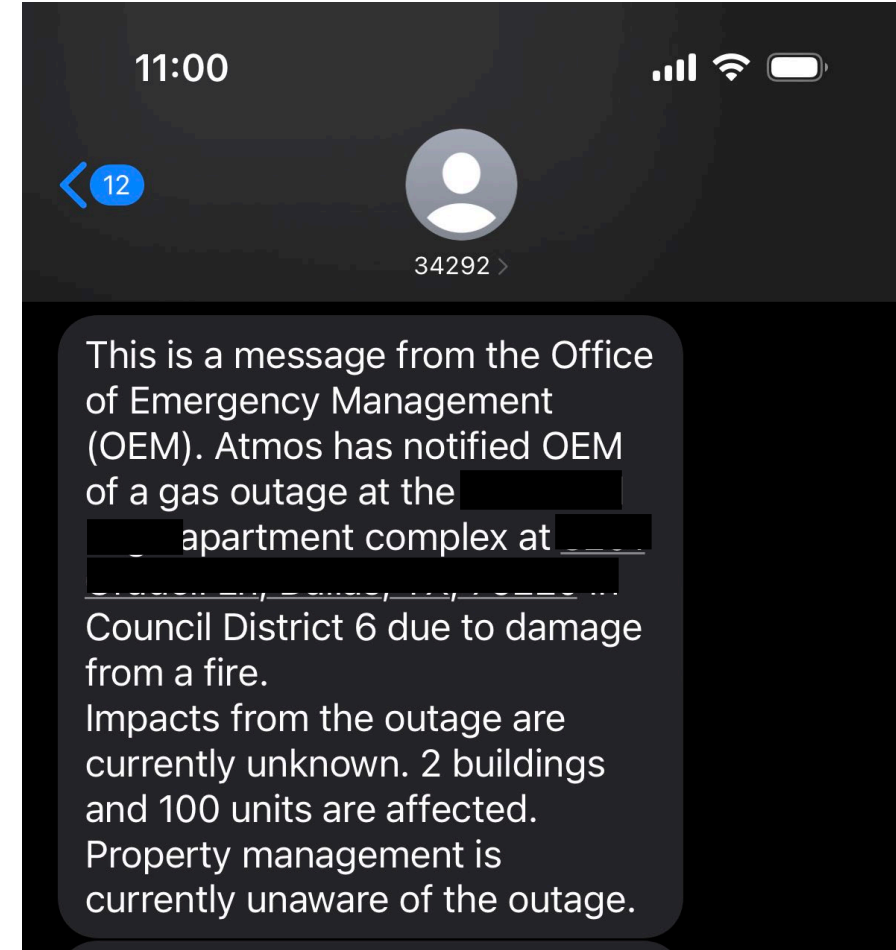 11:00
12
34292
This is a message from the Office
of Emergency Management
(OEM). Atmos has notified OEM
of a gas outage at the
apartment complex at
Council District 6 due to damage
from a fire.
Impacts from the outage are
currently unknown. 2 buildings
and 100 units are affected.
Property management is
currently unaware of the outage.